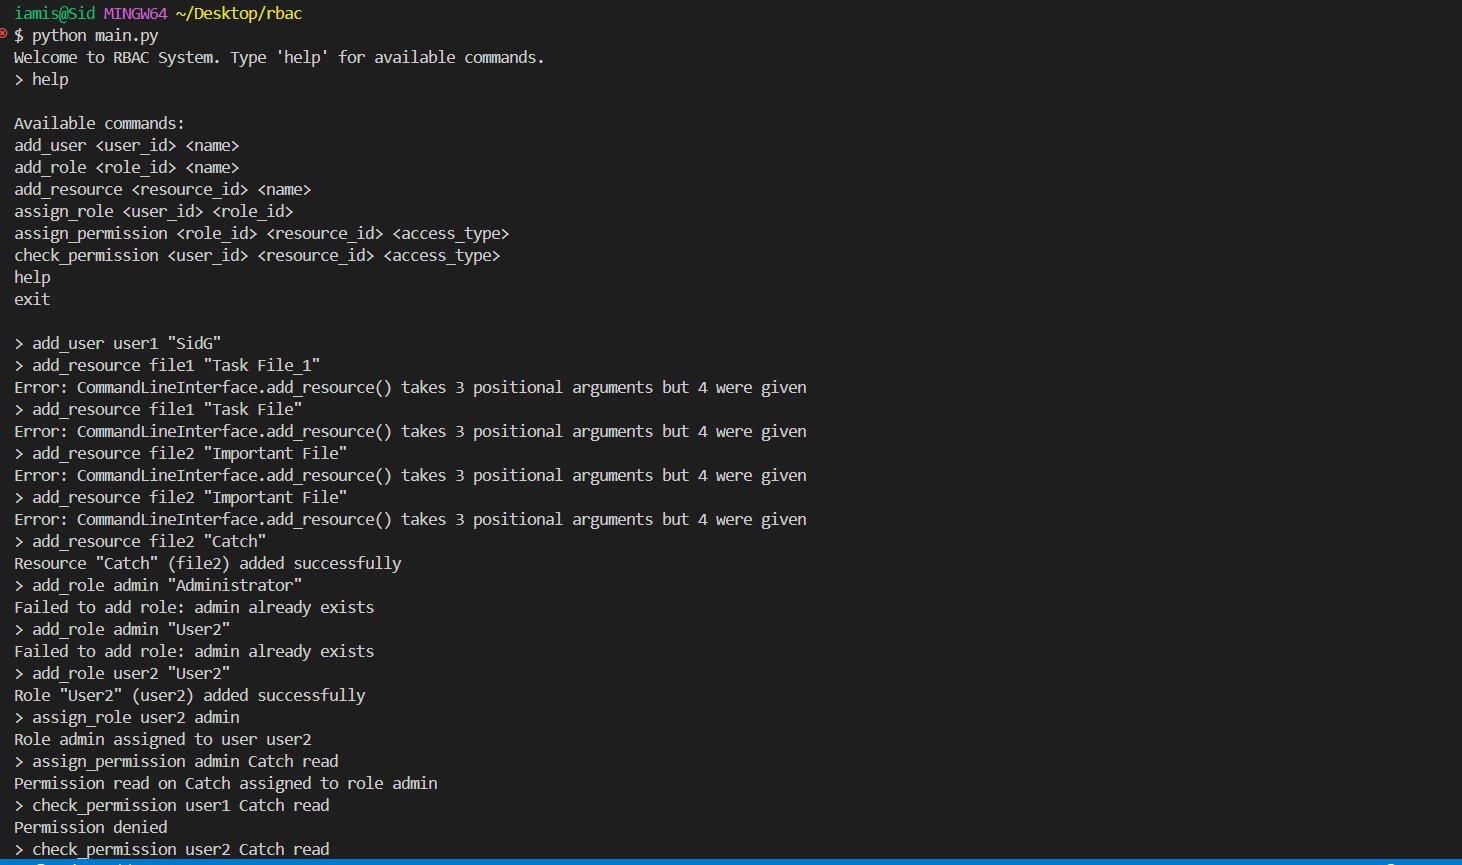 iamis@Sid MINGW64 ~/Desktop/rbac
$ python main.py
Welcome to RBAC System. Type 'help' for available commands.
> help
Available commands:
add_user <user_id> <name>
add_role <role_id> <name>
add_resource <resource_id> <name>
assign_role <user_id> <role_id>
assign_permission <role_id> <resource_id> <access_type>
check_permission <user_id> <resource_id> <access_type>
help
exit
> add_user user1 "SidG"
> add_resource file1 "Task File_1"
Error: CommandLineInterface.add_resource() takes 3 positional arguments but 4 were given
> add_resource file1 "Task File"
Error: CommandLineInterface.add_resource() takes 3 positional arguments but 4 were given
> add_resource file2 "Important File"
Error: CommandLineInterface.add_resource() takes 3 positional arguments but 4 were given
> add_resource file2 "Important File"
Error: CommandLineInterface.add_resource() takes 3 positional arguments but 4 were given
> add_resource file2 "Catch"
Resource "Catch" (file2) added successfully
> add_role admin "Administrator"
Failed to add role: admin already exists
> add_role admin "User2"
Failed to add role: admin already exists
> add_role user2 "User2"
Role "User2" (user2) added successfully
> assign_role user2 admin
Role admin assigned to user user2
> assign_permission admin Catch read
Permission read on Catch assigned to role admin
> check_permission user1 Catch read
Permission denied
> check_permission user2 Catch read